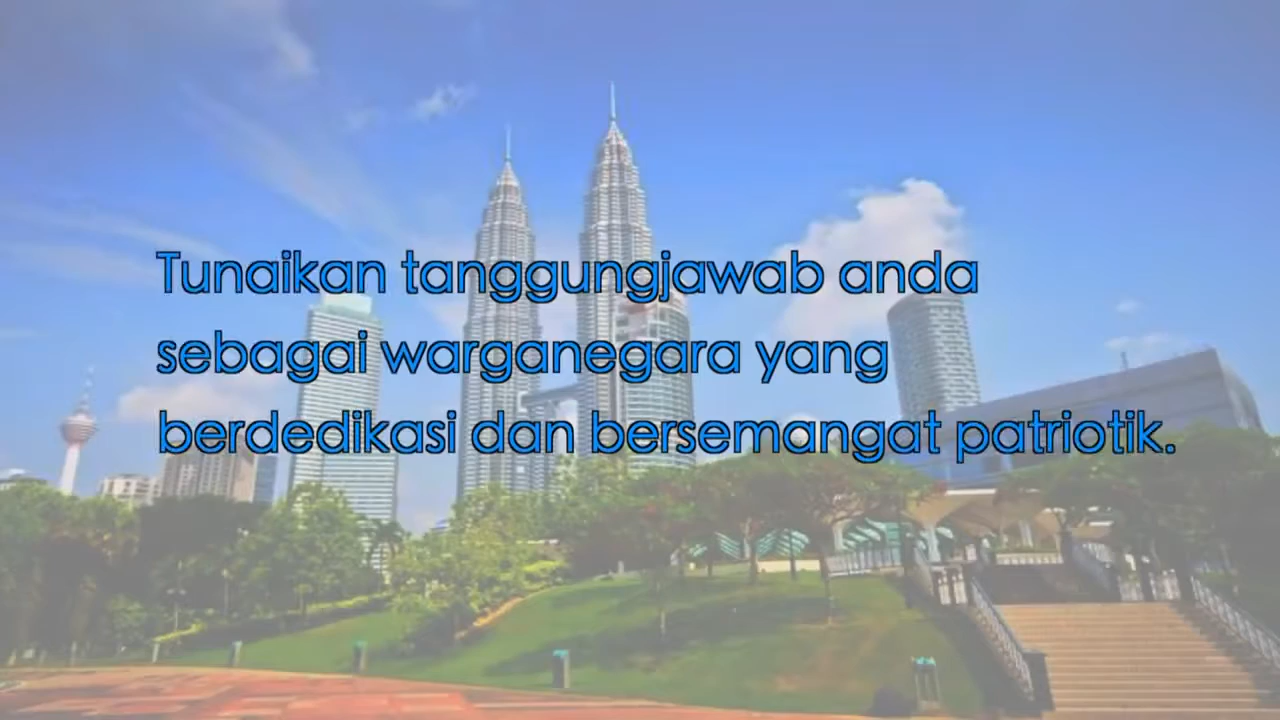 Tunaikan tanggungjawab anda
sebagai warganegara yang
berdedikasi dan bersemangat patriotik.